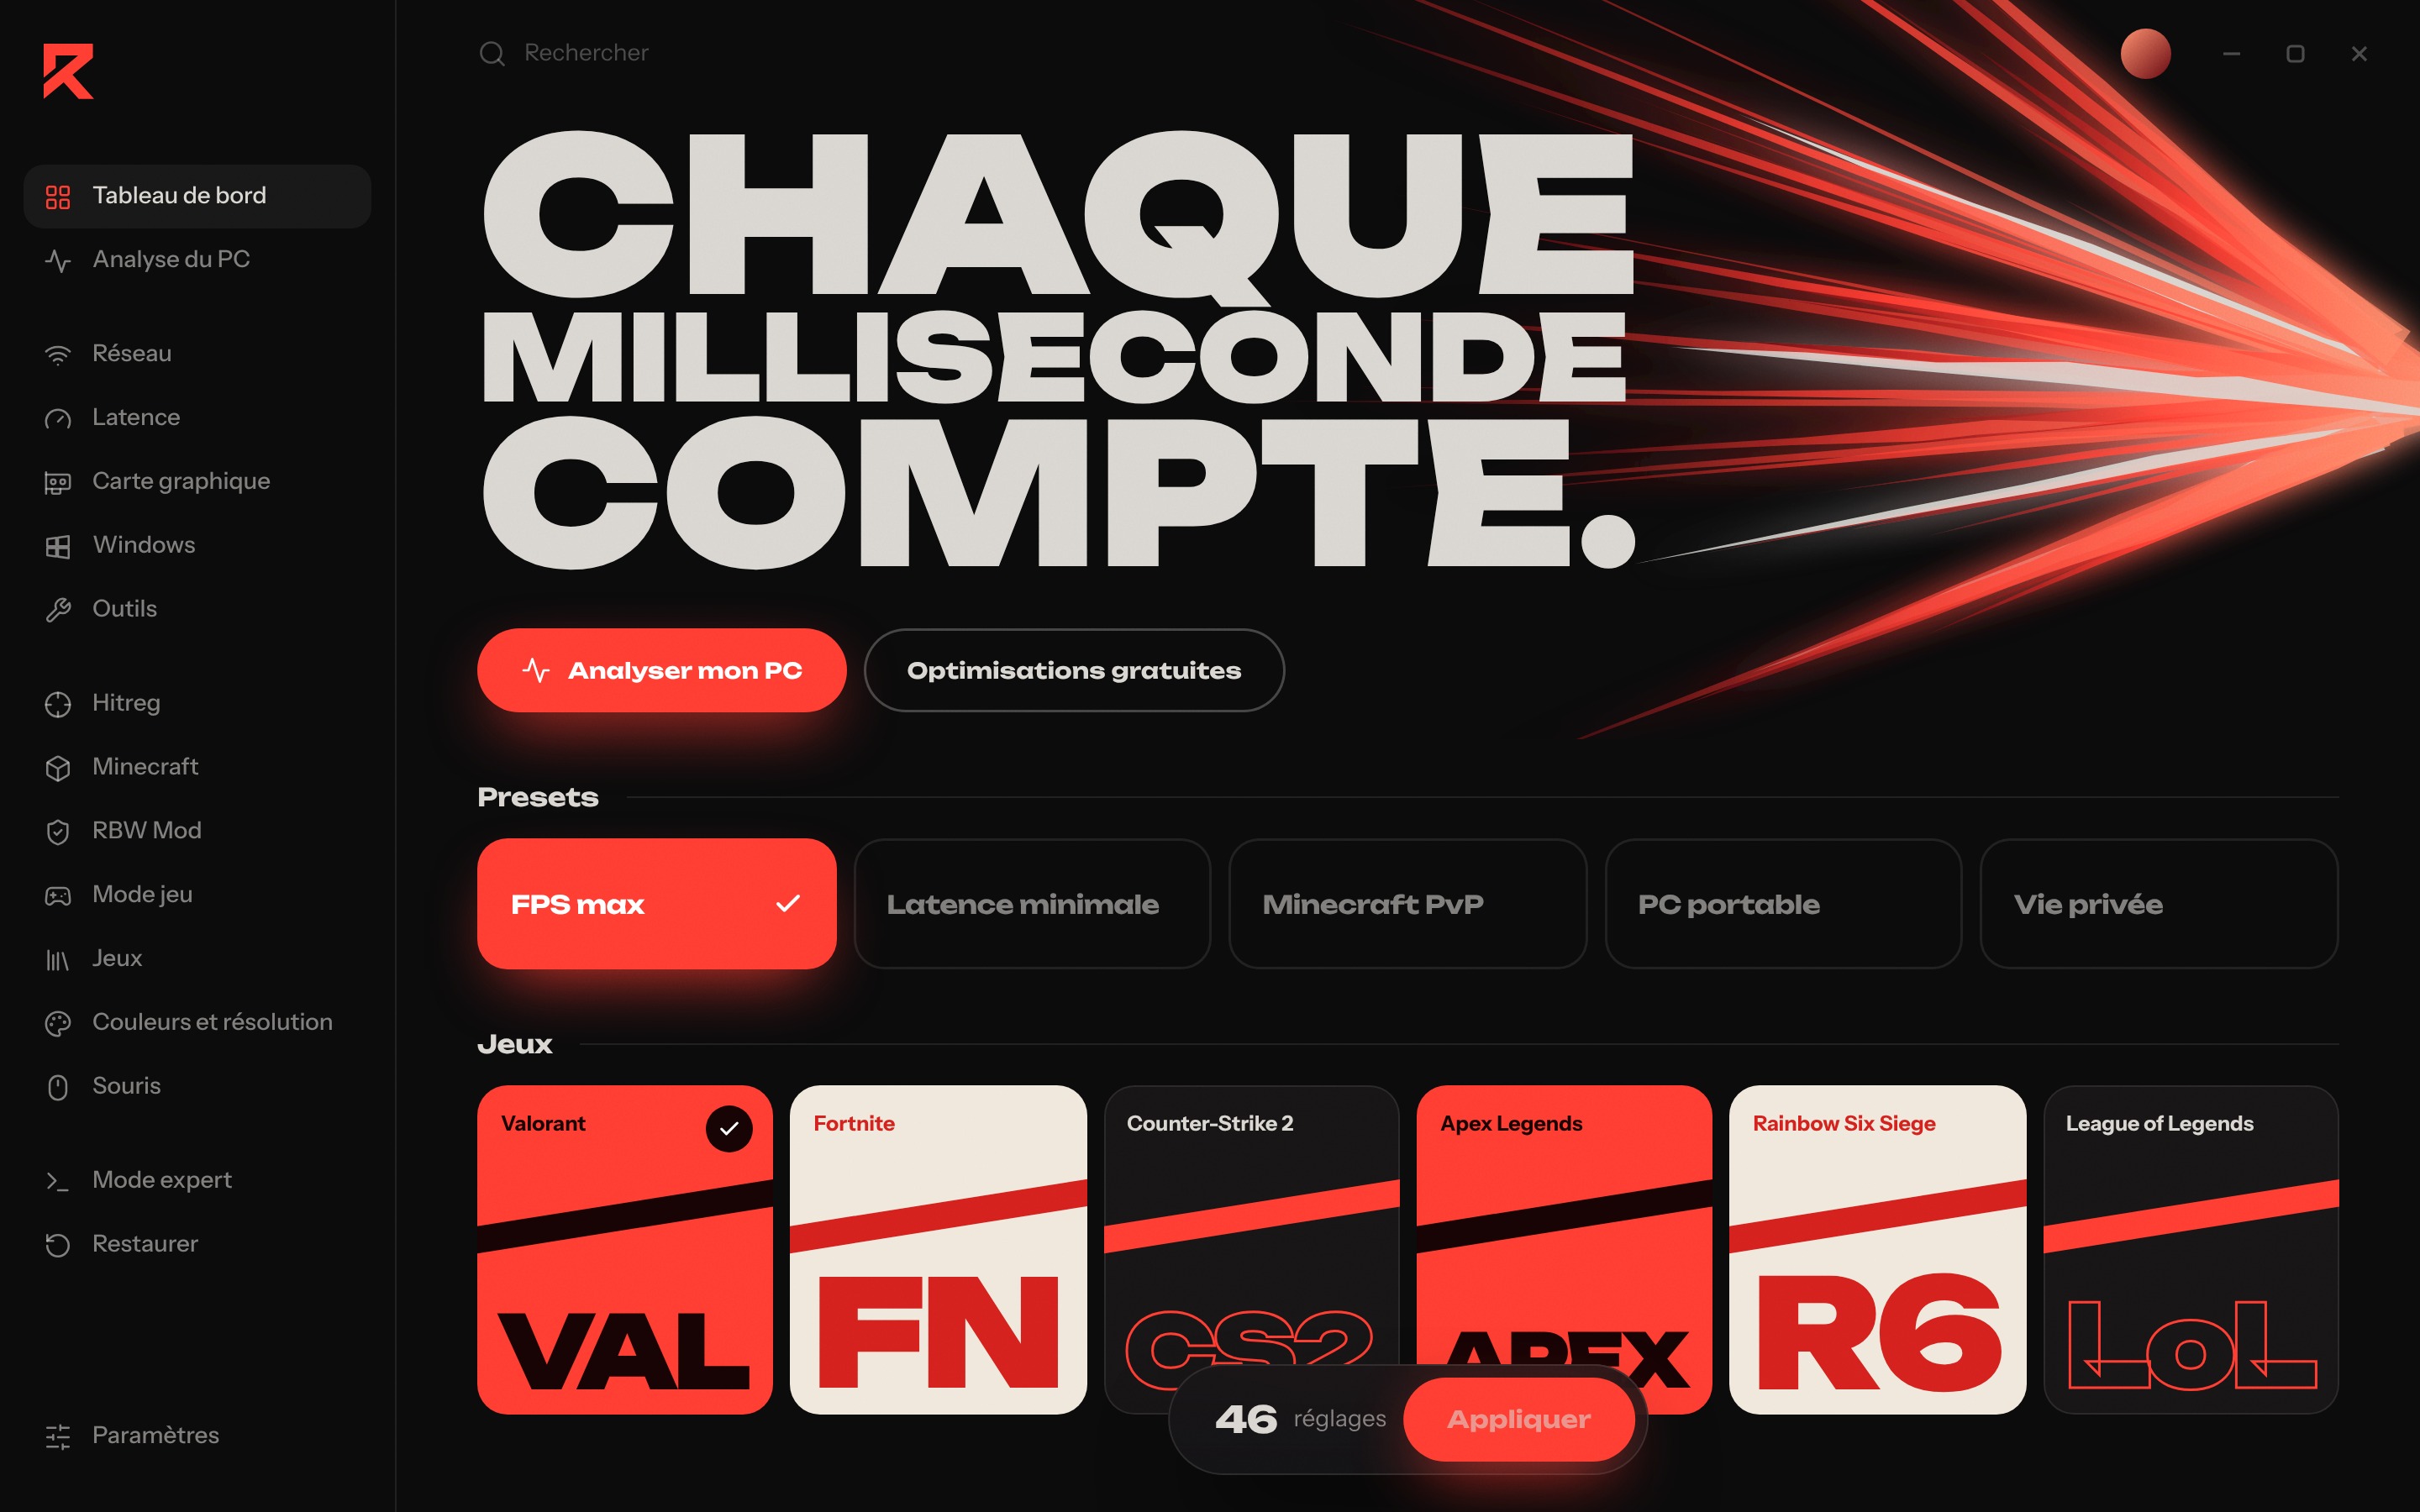 Rechercher
Tableau de bord
Analyse du PC
Réseau
Latence
Carte graphique
Windows
Outils
Hitreg
Minecraft
RBW Mod
Mode jeu
Jeux
Couleurs et résolution
Souris
Mode expert
Restaurer
Paramètres
CHAQUE
MILLISECONDE
COMPTE.
Analyser mon PC
Optimisations gratuites
Presets
FPS max
Latence minimale
Minecraft PvP
PC portable
Vie privée
Jeux
Valorant
VAL
Fortnite
FN
Counter-Strike 2
CS2
Apex Legends
APEX
Rainbow Six Siege
R6
League of Legends
LoL
46 réglages
Appliquer